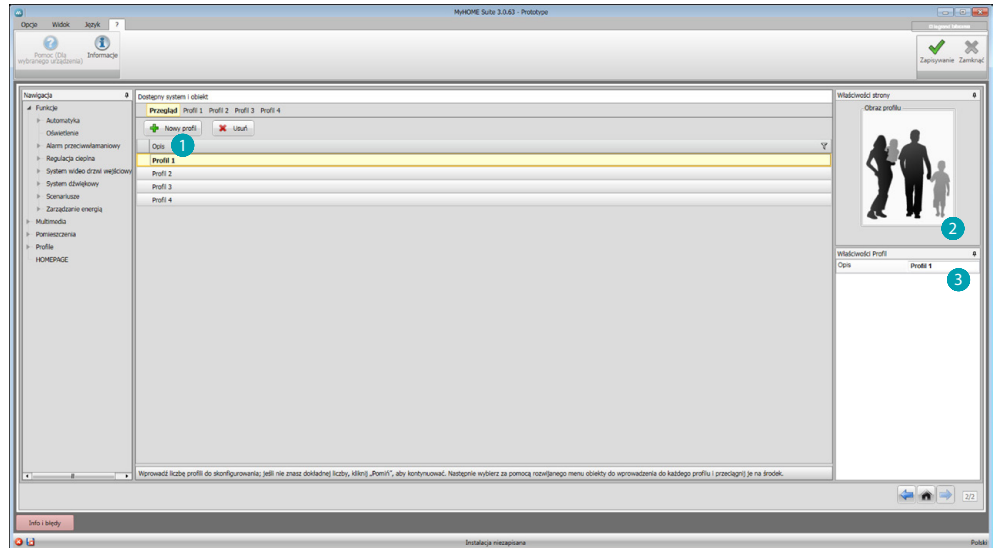 MyHOME Suite 3.0.63 - Prototype
Opcje Widok Język ?
Pomoc (Dla wybranego urządzenia)
Informacje
Zapisywanie Zamknąć
Nawigacja
Funkcje
Automatyka
Oświetlenie
Alarm przeciwwłamaniowy
Regulacja cieplna
System wideo drzwi wejściowy
System dźwiękowy
Scenariusze
Zarządzanie energią
Multimedia
Pomieszczenia
Profile
HOMEPAGE
Dostępny system i obiekt
Przegląd Profil 1 Profil 2 Profil 3 Profil 4
Nowy profil Usuń
1
Opis
Profil 1
Profil 2
Profil 3
Profil 4
Wprowadź liczbę profili do skonfigurowania; jeśli nie znasz dokładnej liczby, kliknij „Pomiń”, aby kontynuować. Następnie wybierz za pomocą rozwijanego menu obiekty do wprowadzenia do każdego profilu i przeciągnij je na środek.
Właściwości strony
Obraz profilu
2
Właściwości Profil
Opis Profil 1
3
2/2
Info i błędy
Instalacja niezapisana
Polski